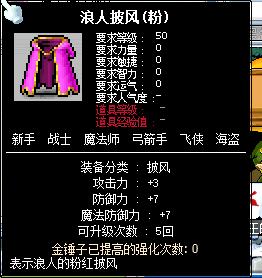 浪人披风(粉)
要求等级: 50
要求力量: 0
要求敏捷: 0
要求智力: 0
要求运气: 0
要求人气度: -
道具等级: -
道具经验值: -
新手 战士 魔法师 弓箭手 飞侠 海盗
装备分类 : 披风
攻击力 : +3
防御力 : +7
魔法防御力 : +7
可升级次数 : 5回
金锤子已提高的强化次数: 0
表示浪人的粉红披风